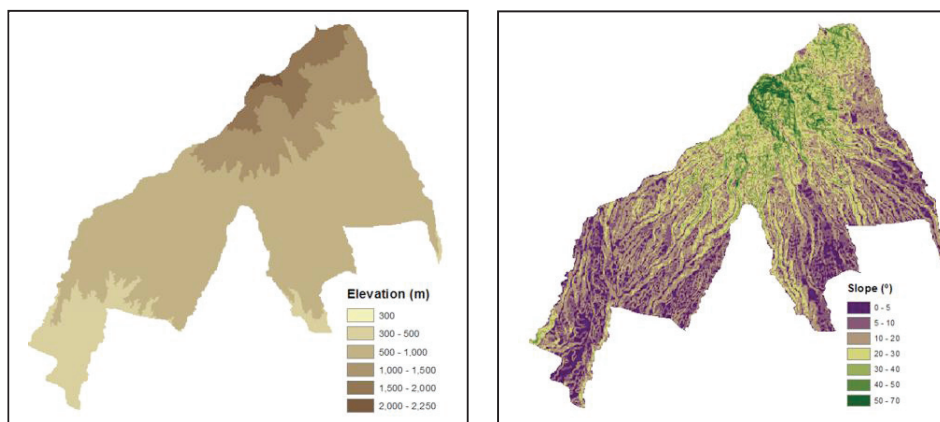 Elevation (m)
300
300 - 500
500 - 1,000
1,000 - 1,500
1,500 - 2,000
2,000 - 2,250
Slope (º)
0 - 5
5 - 10
10 - 20
20 - 30
30 - 40
40 - 50
50 - 70